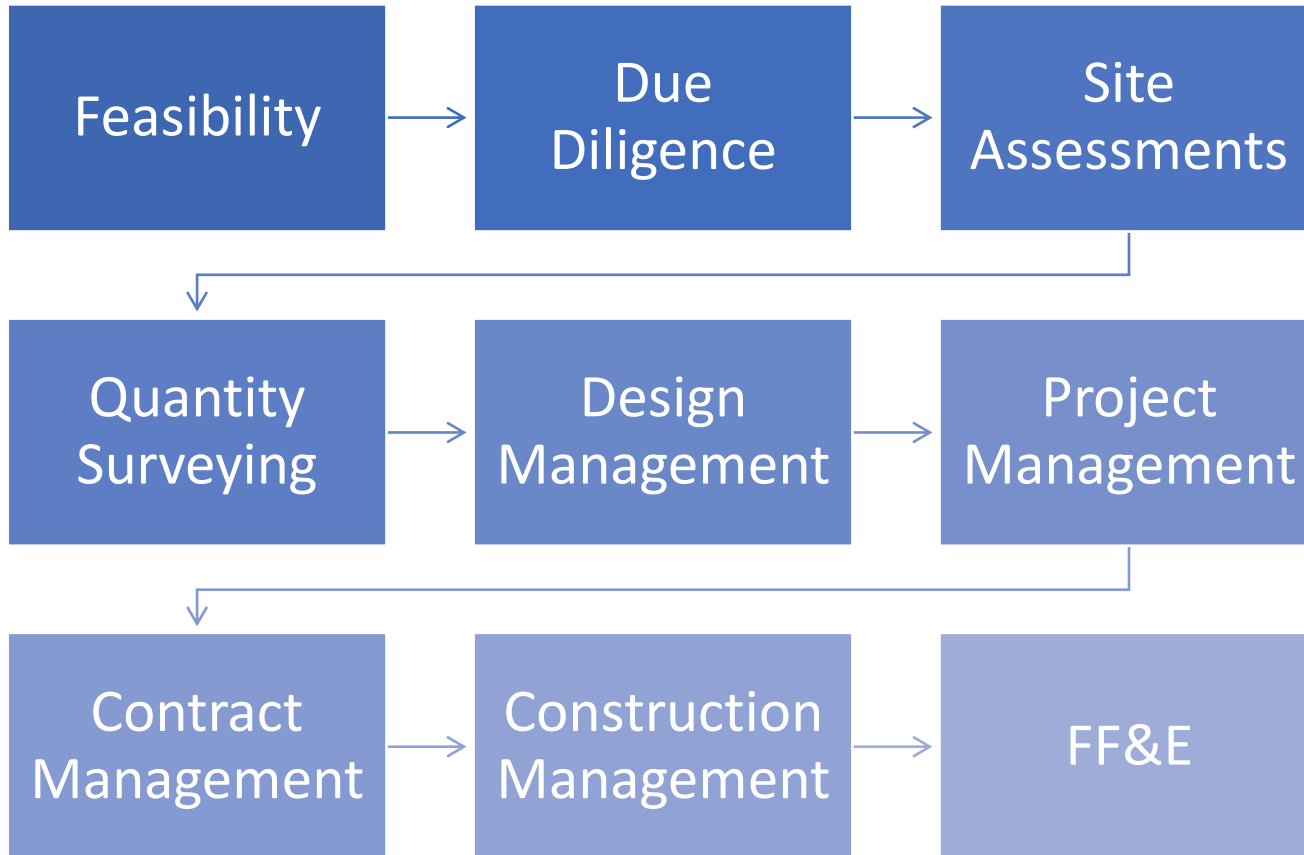 Feasibility
Due
Diligence
Site
Assessments
Quantity
Surveying
Design
Management
Project
Management
Contract
Management
Construction
Management
FF&E